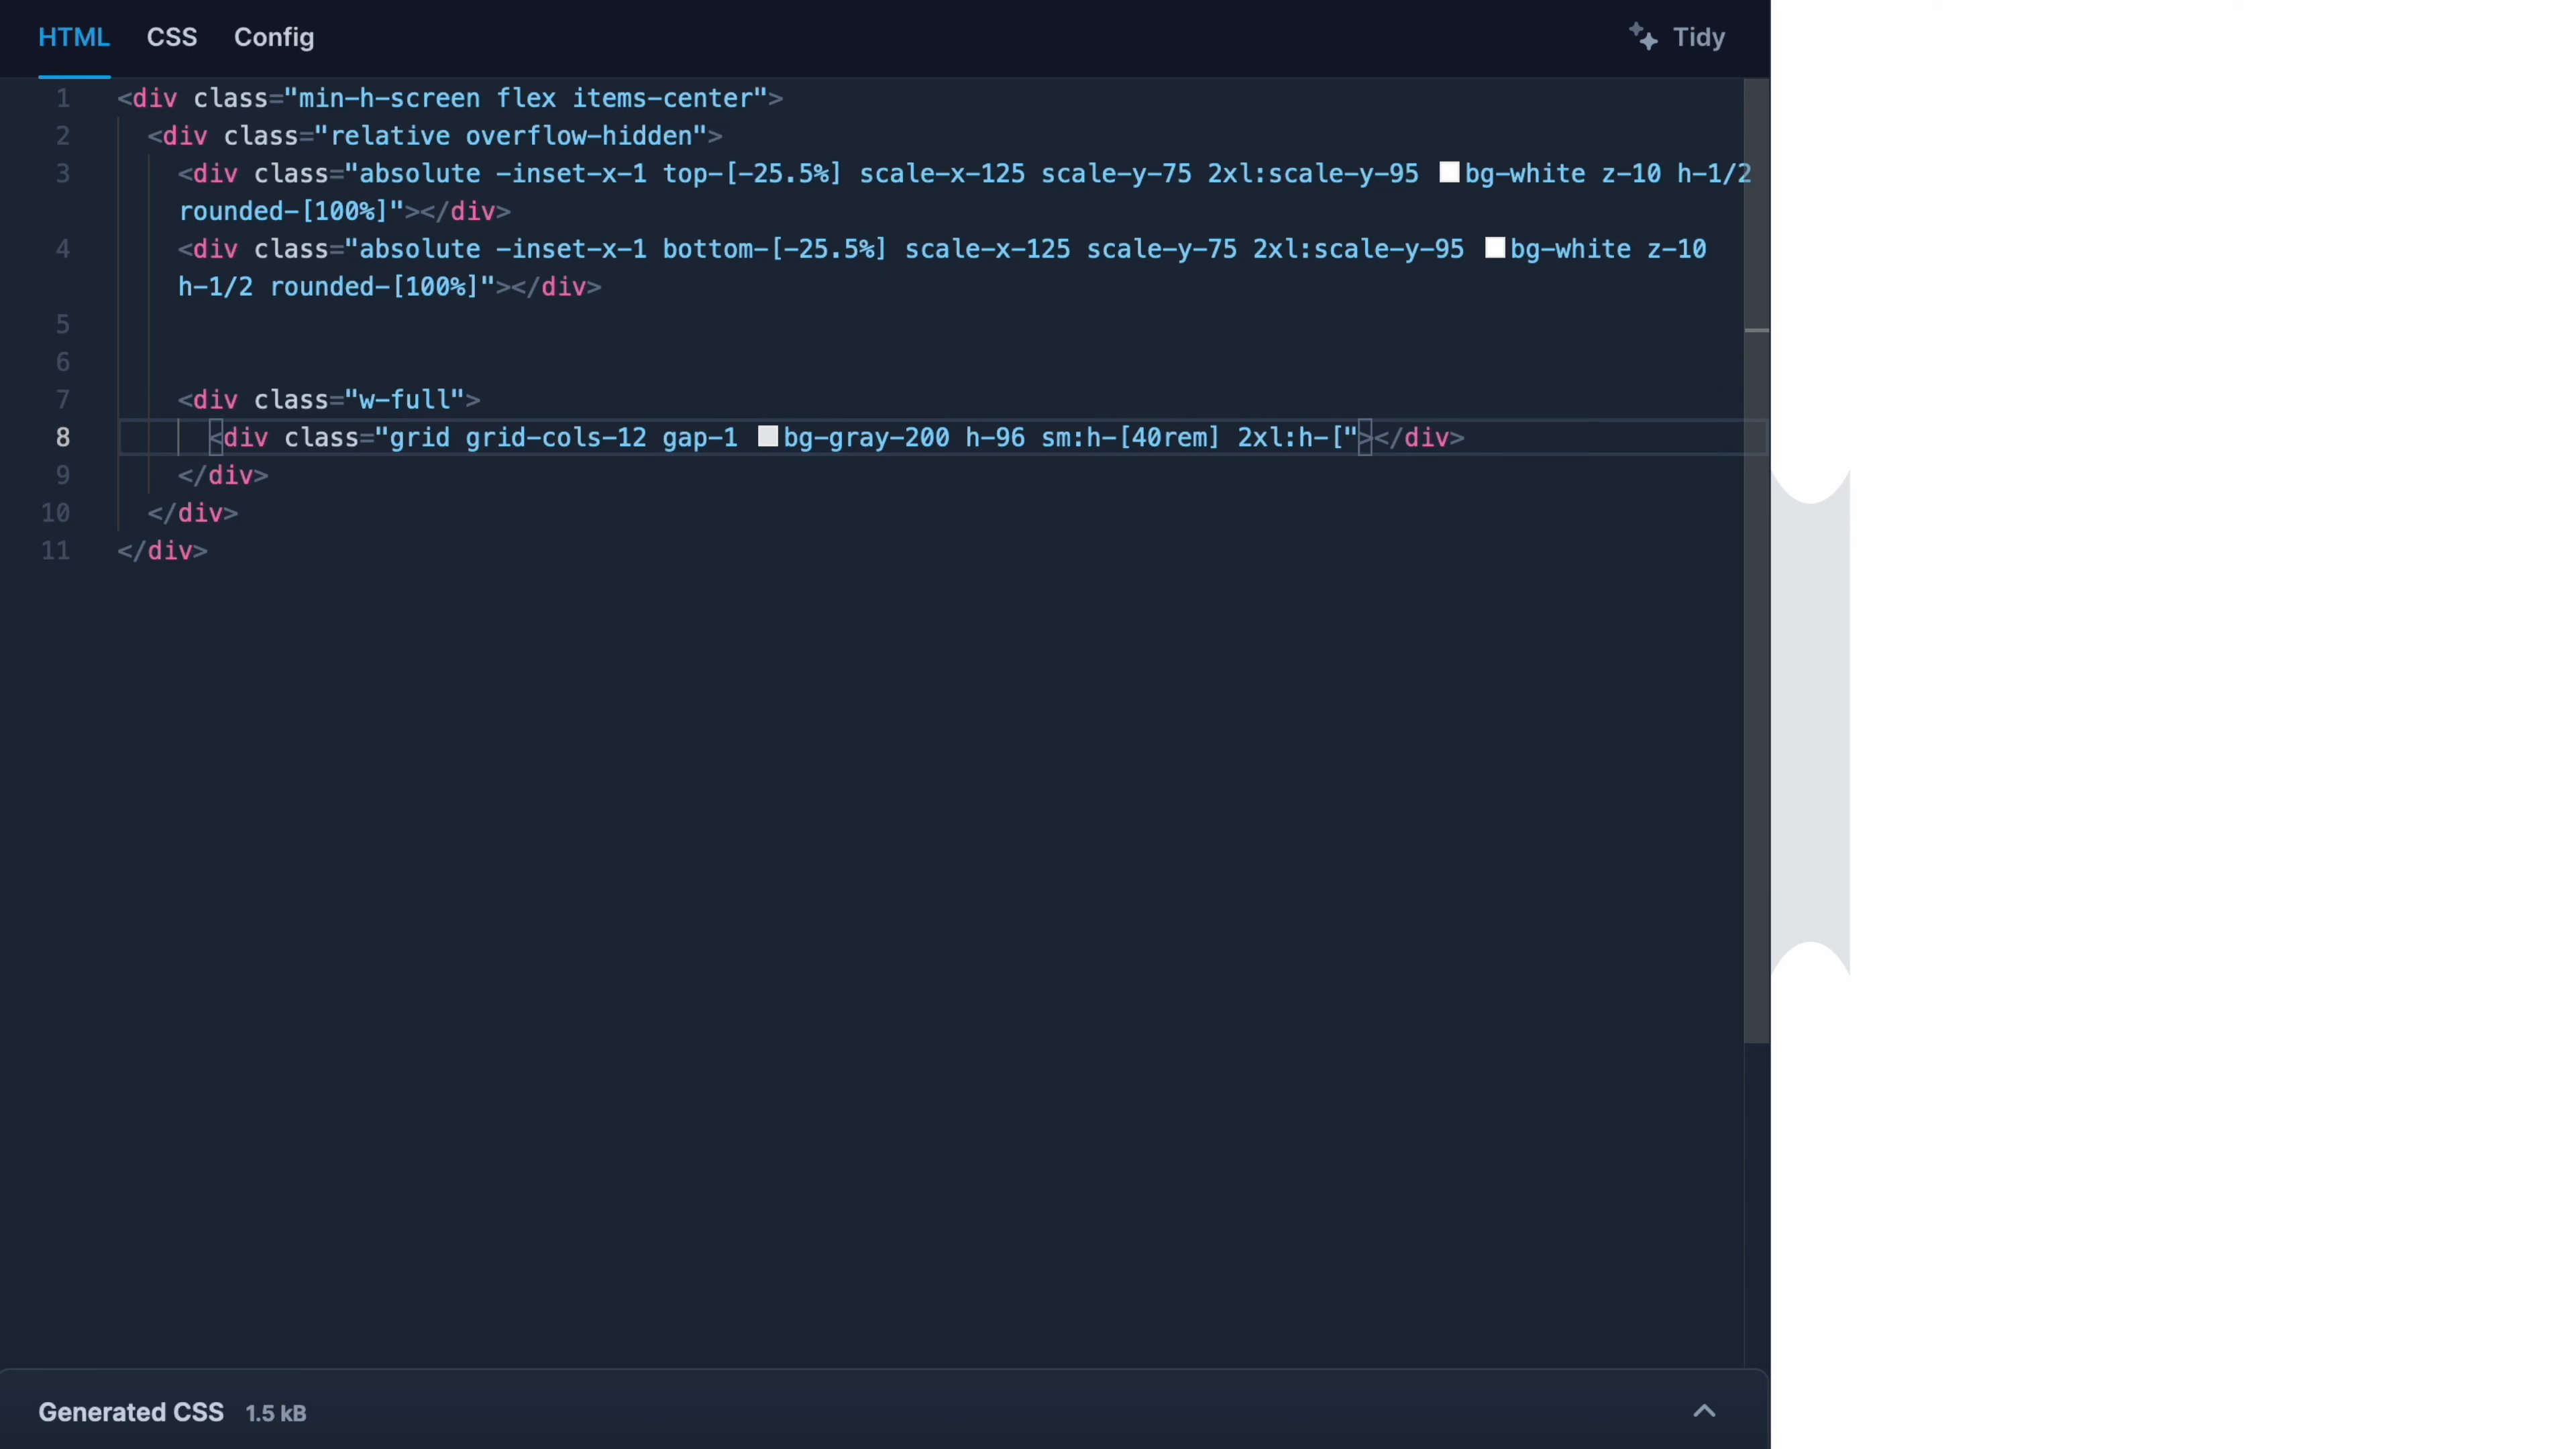 HTML CSS Config Tidy
1 <div class="min-h-screen flex items-center">
2 <div class="relative overflow-hidden">
3 <div class="absolute -inset-x-1 top-[-25.5%] scale-x-125 scale-y-75 2xl:scale-y-95 bg-white z-10 h-1/2
rounded-[100%]"></div>
4 <div class="absolute -inset-x-1 bottom-[-25.5%] scale-x-125 scale-y-75 2xl:scale-y-95 bg-white z-10
h-1/2 rounded-[100%]"></div>
5
6
7 <div class="w-full">
8 <div class="grid grid-cols-12 gap-1 bg-gray-200 h-96 sm:h-[40rem] 2xl:h-["></div>
9 </div>
10 </div>
11 </div>
Generated CSS 1.5 kB